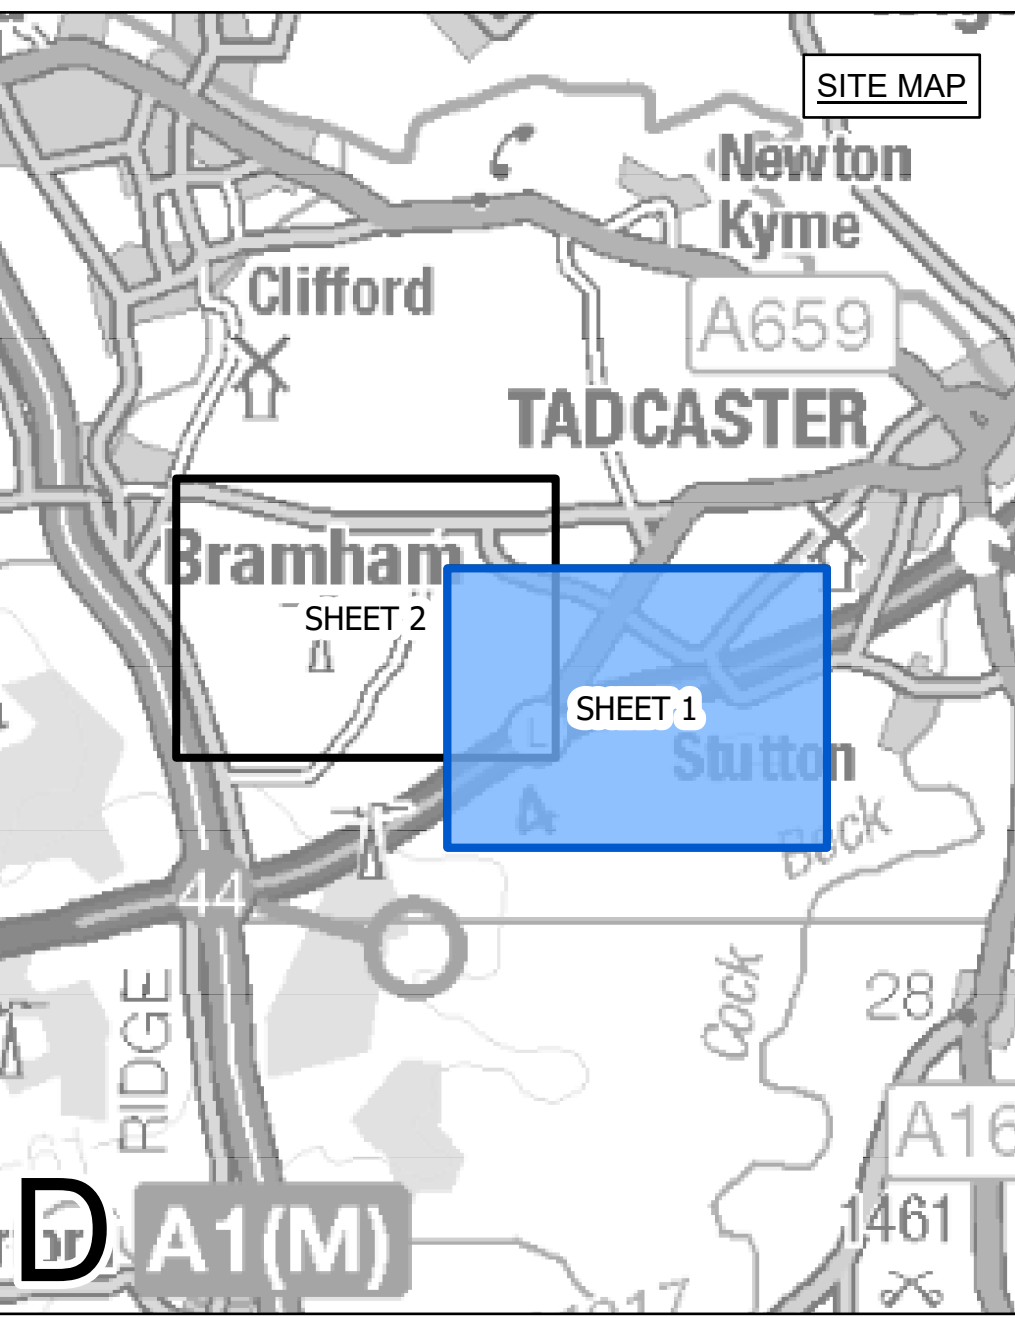 SITE MAP
Newton
Kyme
Clifford
A659
TADCASTER
Bramham
SHEET 2
SHEET 1
L
Stutton
Cock
44
Cock
28
RIDGE
A16
1461
D
A1(M)